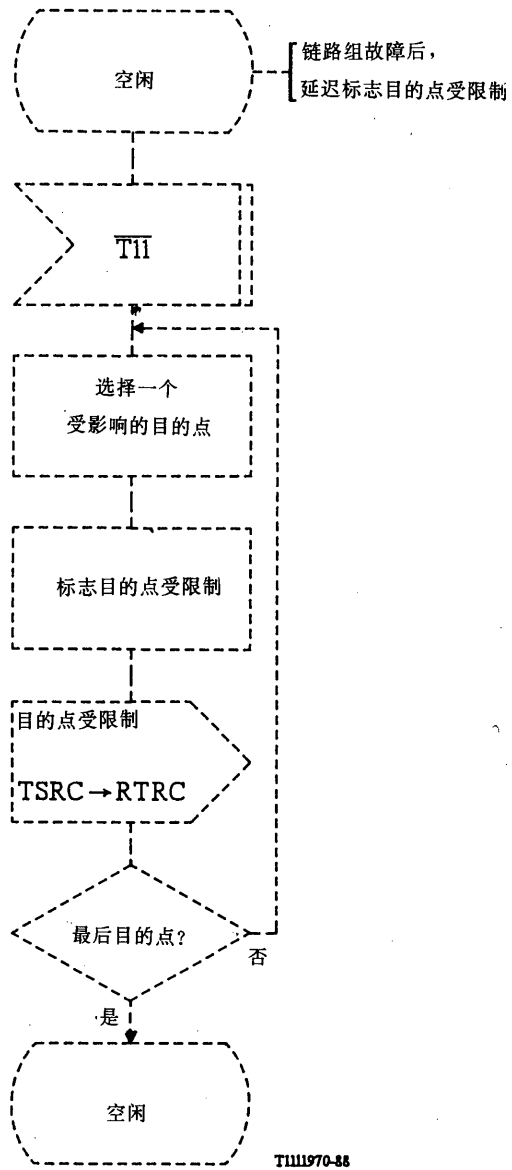 空闲
链路组故障后，
延迟标志目的点受限制
T11
选择一个
受影响的目的点
标志目的点受限制
目的点受限制
TSRC→RTRC
最后目的点？
否
是
空闲
T1111970-88